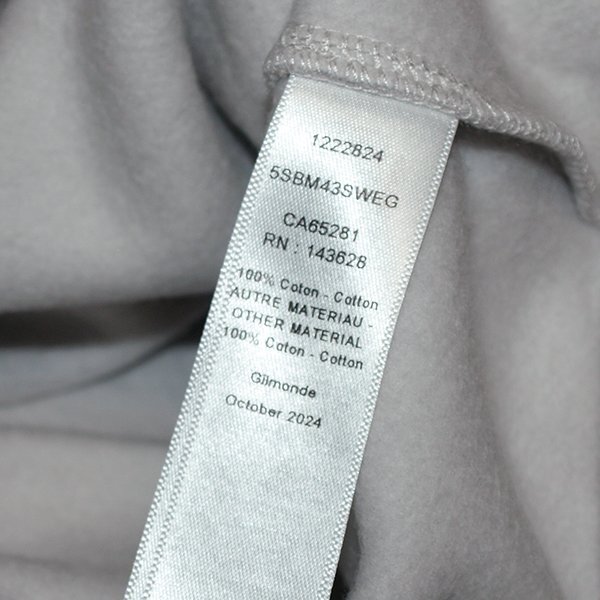 1222824
5SBM43SWEG
CA65281
RN : 143628
100% Coton - Cotton
AUTRE MATERIAU -
OTHER MATERIAL
100% Coton - Cotton
Gilmonde
October 2024